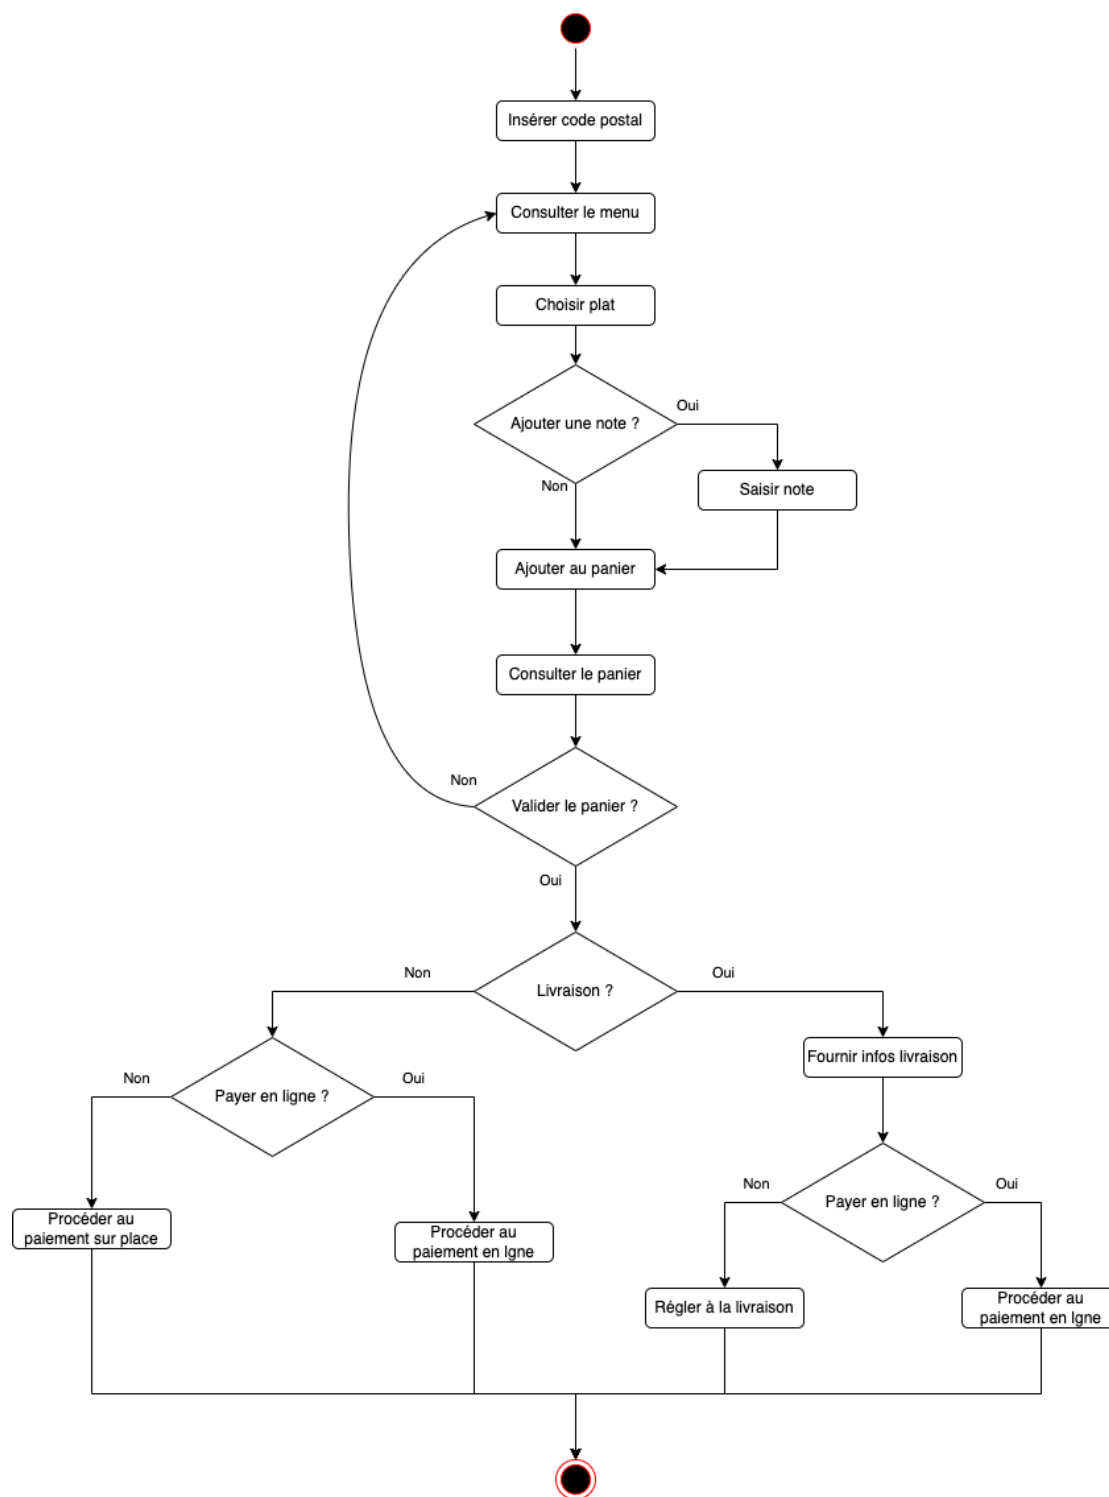 Insérer code postal
Consulter le menu
Choisir plat
Ajouter une note ?
Oui
Non
Saisir note
Ajouter au panier
Consulter le panier
Non
Valider le panier ?
Oui
Non
Livraison ?
Oui
Non
Payer en ligne ?
Oui
Fournir infos livraison
Non
Payer en ligne ?
Oui
Procéder au
paiement sur place
Procéder au
paiement en lgne
Régler à la livraison
Procéder au
paiement en lgne